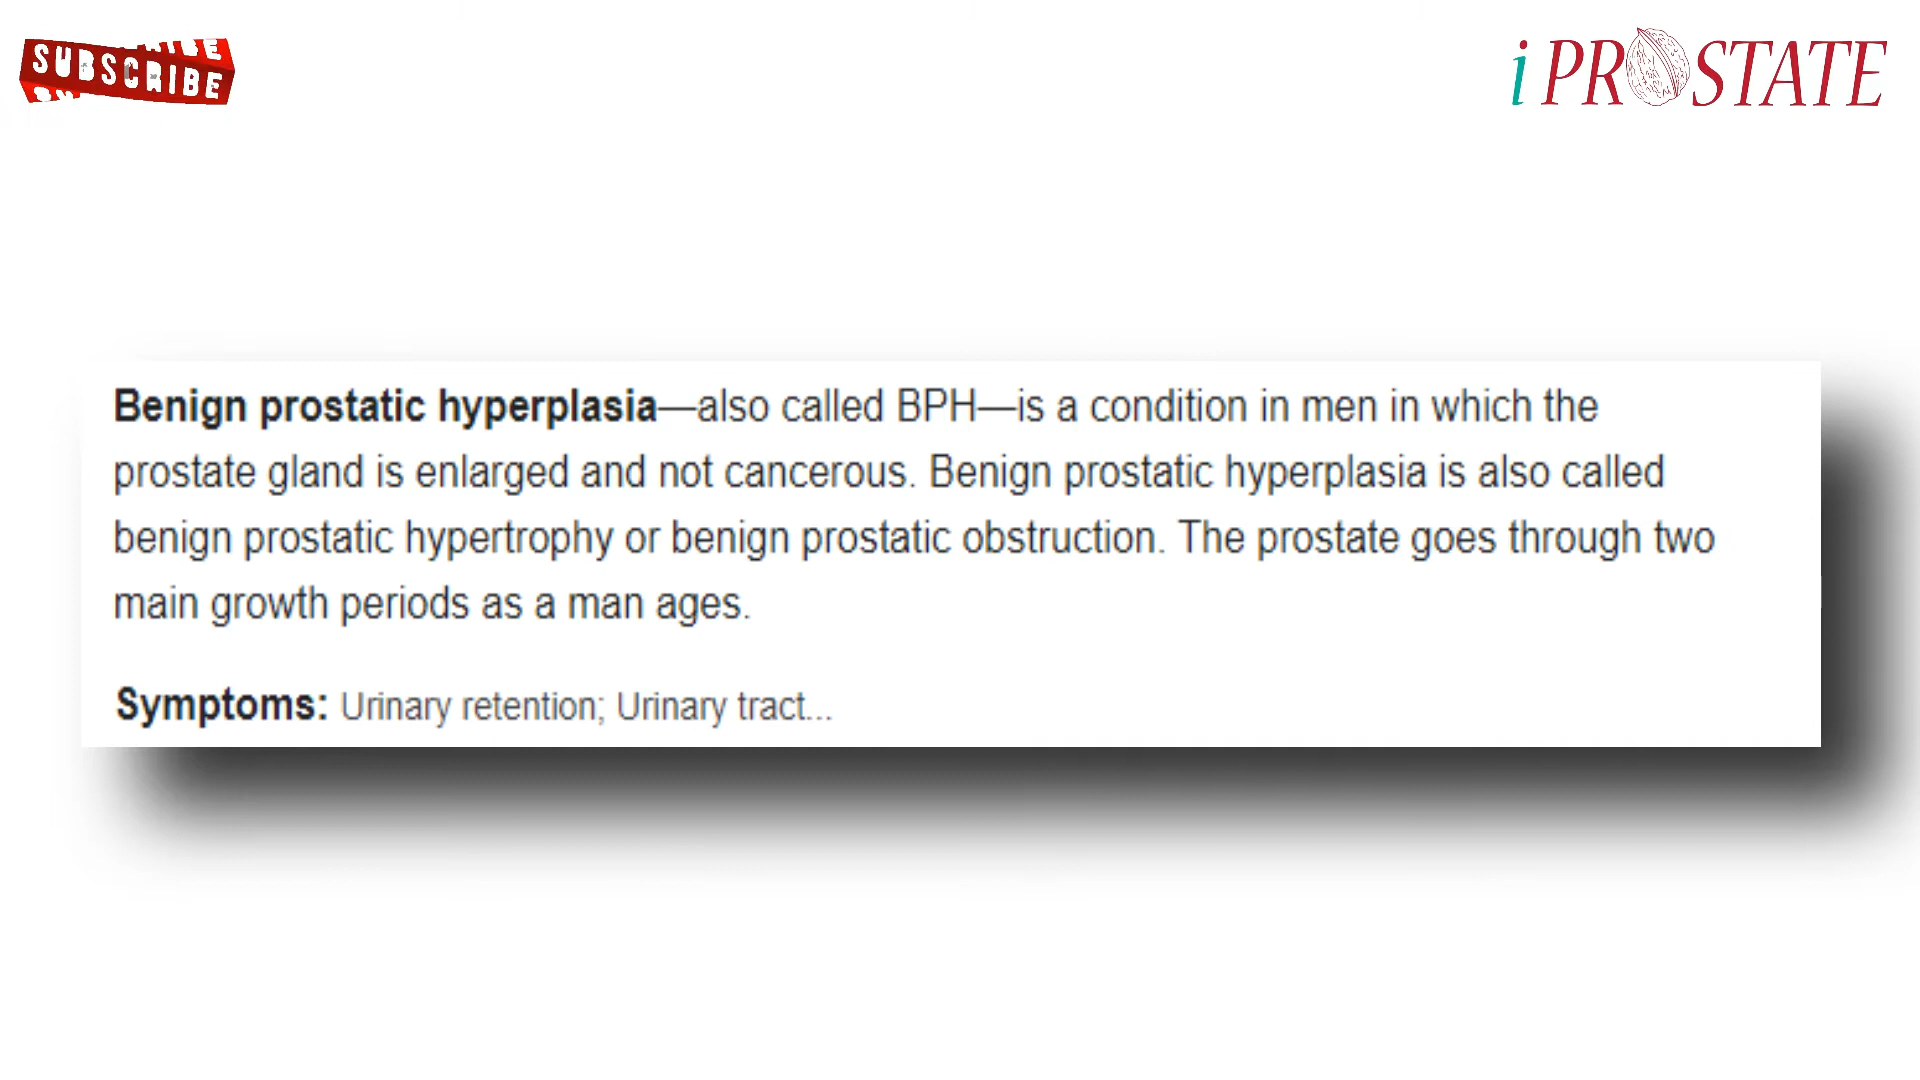 SUBSCRIBE
i PROSTATE
Benign prostatic hyperplasia—also called BPH—is a condition in men in which the
prostate gland is enlarged and not cancerous. Benign prostatic hyperplasia is also called
benign prostatic hypertrophy or benign prostatic obstruction. The prostate goes through two
main growth periods as a man ages.
Symptoms: Urinary retention; Urinary tract...